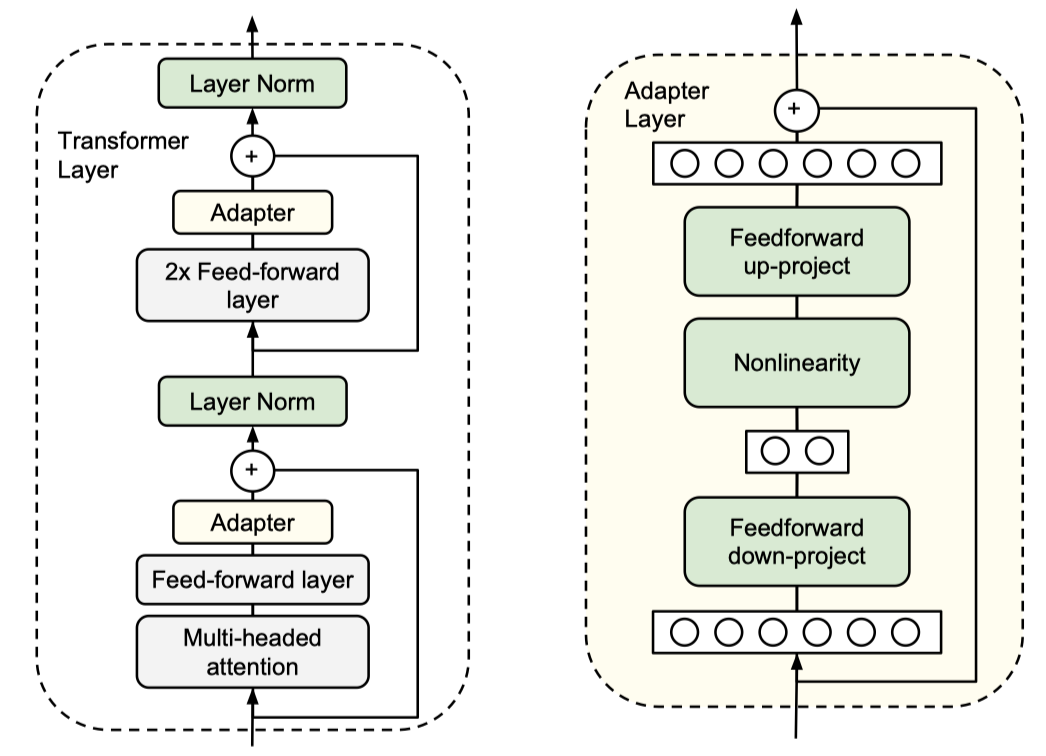 Layer Norm
Transformer
Layer
+
Adapter
2x Feed-forward
layer
Layer Norm
+
Adapter
Feed-forward layer
Multi-headed
attention
Adapter
Layer
+
Feedforward
up-project
Nonlinearity
Feedforward
down-project